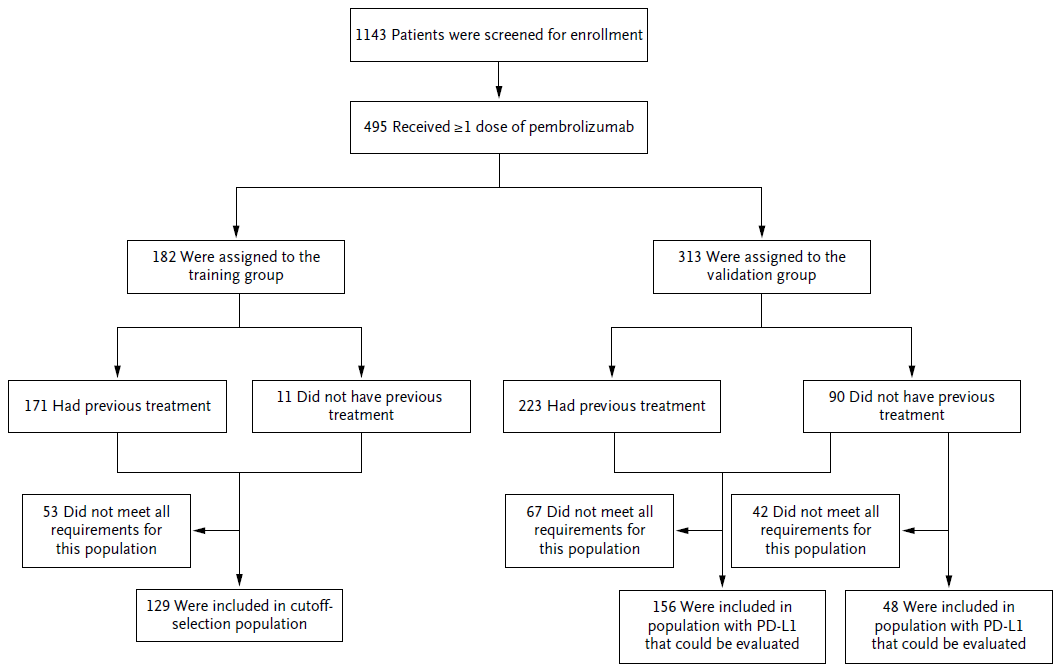 1143 Patients were screened for enrollment
495 Received ≥1 dose of pembrolizumab
182 Were assigned to the
training group
313 Were assigned to the
validation group
171 Had previous treatment
11 Did not have previous
treatment
223 Had previous treatment
90 Did not have previous
treatment
53 Did not meet all
requirements for
this population
67 Did not meet all
requirements for
this population
42 Did not meet all
requirements for
this population
129 Were included in cutoff-
selection population
156 Were included in
population with PD-L1
that could be evaluated
48 Were included in
population with PD-L1
that could be evaluated